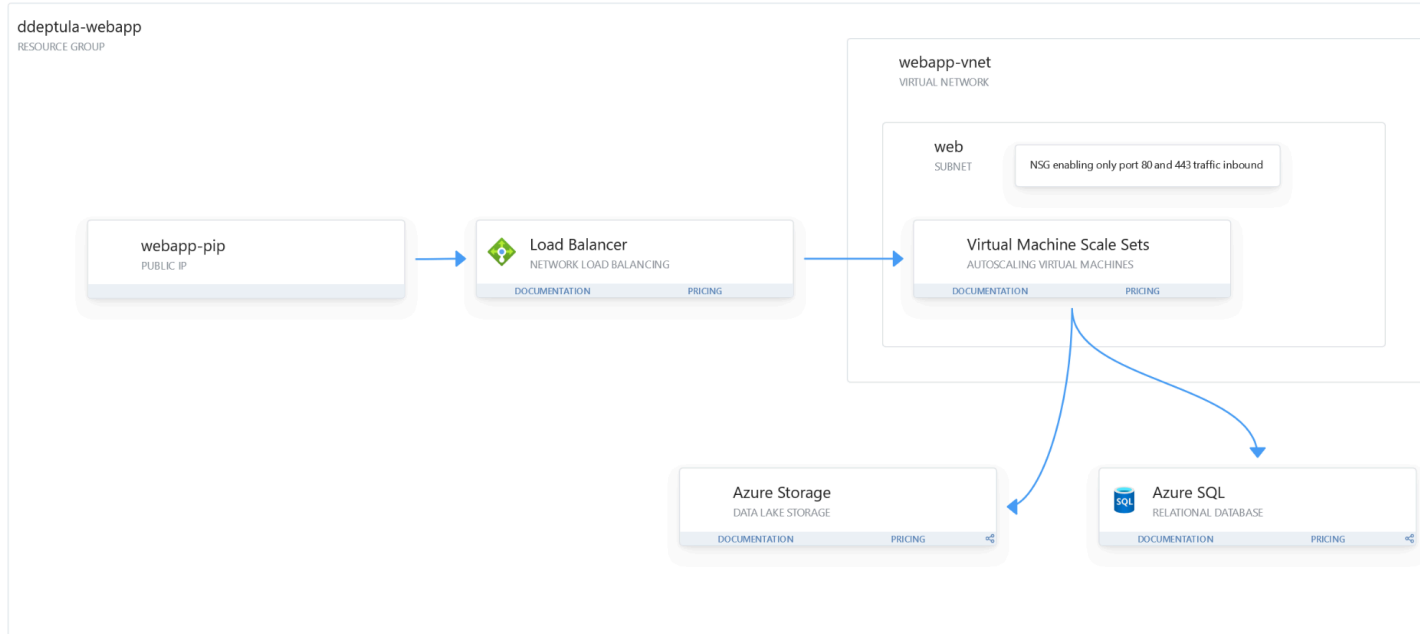 ddeptula-webapp
RESOURCE GROUP
webapp-vnet
VIRTUAL NETWORK
web
SUBNET
NSG enabling only port 80 and 443 traffic inbound
webapp-pip
PUBLIC IP
Load Balancer
NETWORK LOAD BALANCING
DOCUMENTATION PRICING
Virtual Machine Scale Sets
AUTOSCALING VIRTUAL MACHINES
DOCUMENTATION PRICING
Azure Storage
DATA LAKE STORAGE
DOCUMENTATION PRICING
SQL
Azure SQL
RELATIONAL DATABASE
DOCUMENTATION PRICING